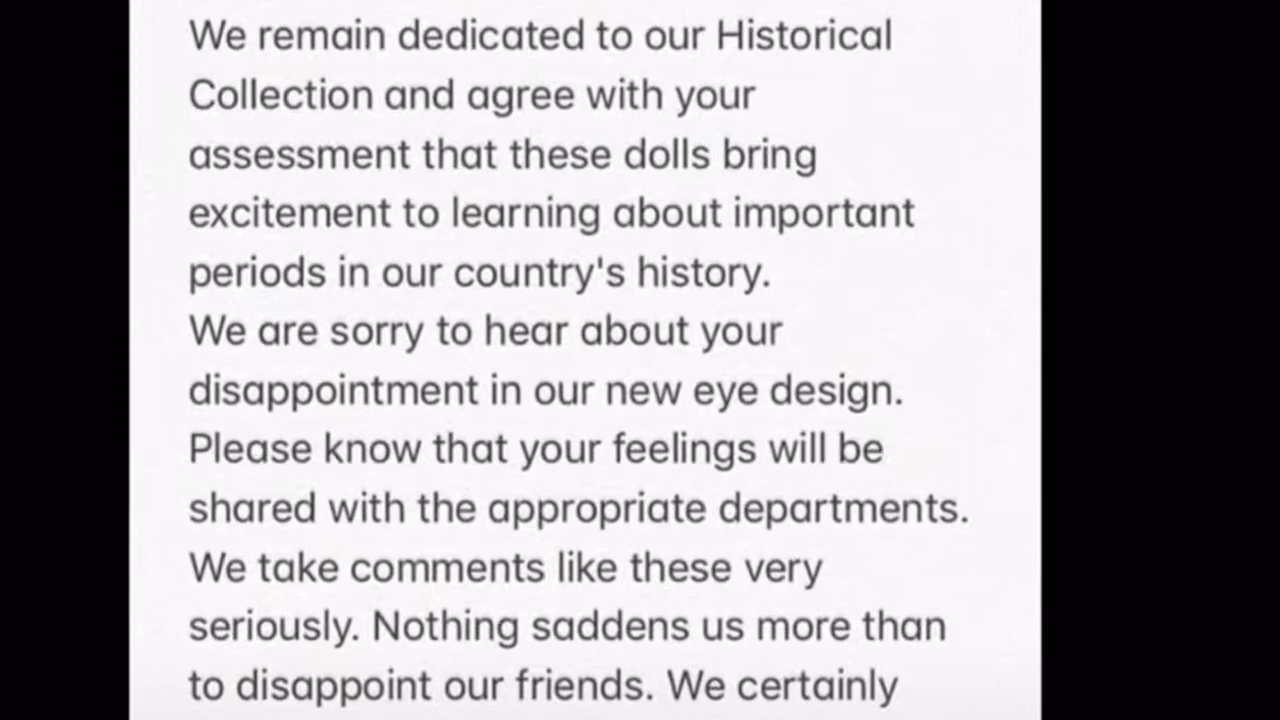 We remain dedicated to our Historical
Collection and agree with your
assessment that these dolls bring
excitement to learning about important
periods in our country's history.
We are sorry to hear about your
disappointment in our new eye design.
Please know that your feelings will be
shared with the appropriate departments.
We take comments like these very
seriously. Nothing saddens us more than
to disappoint our friends. We certainly